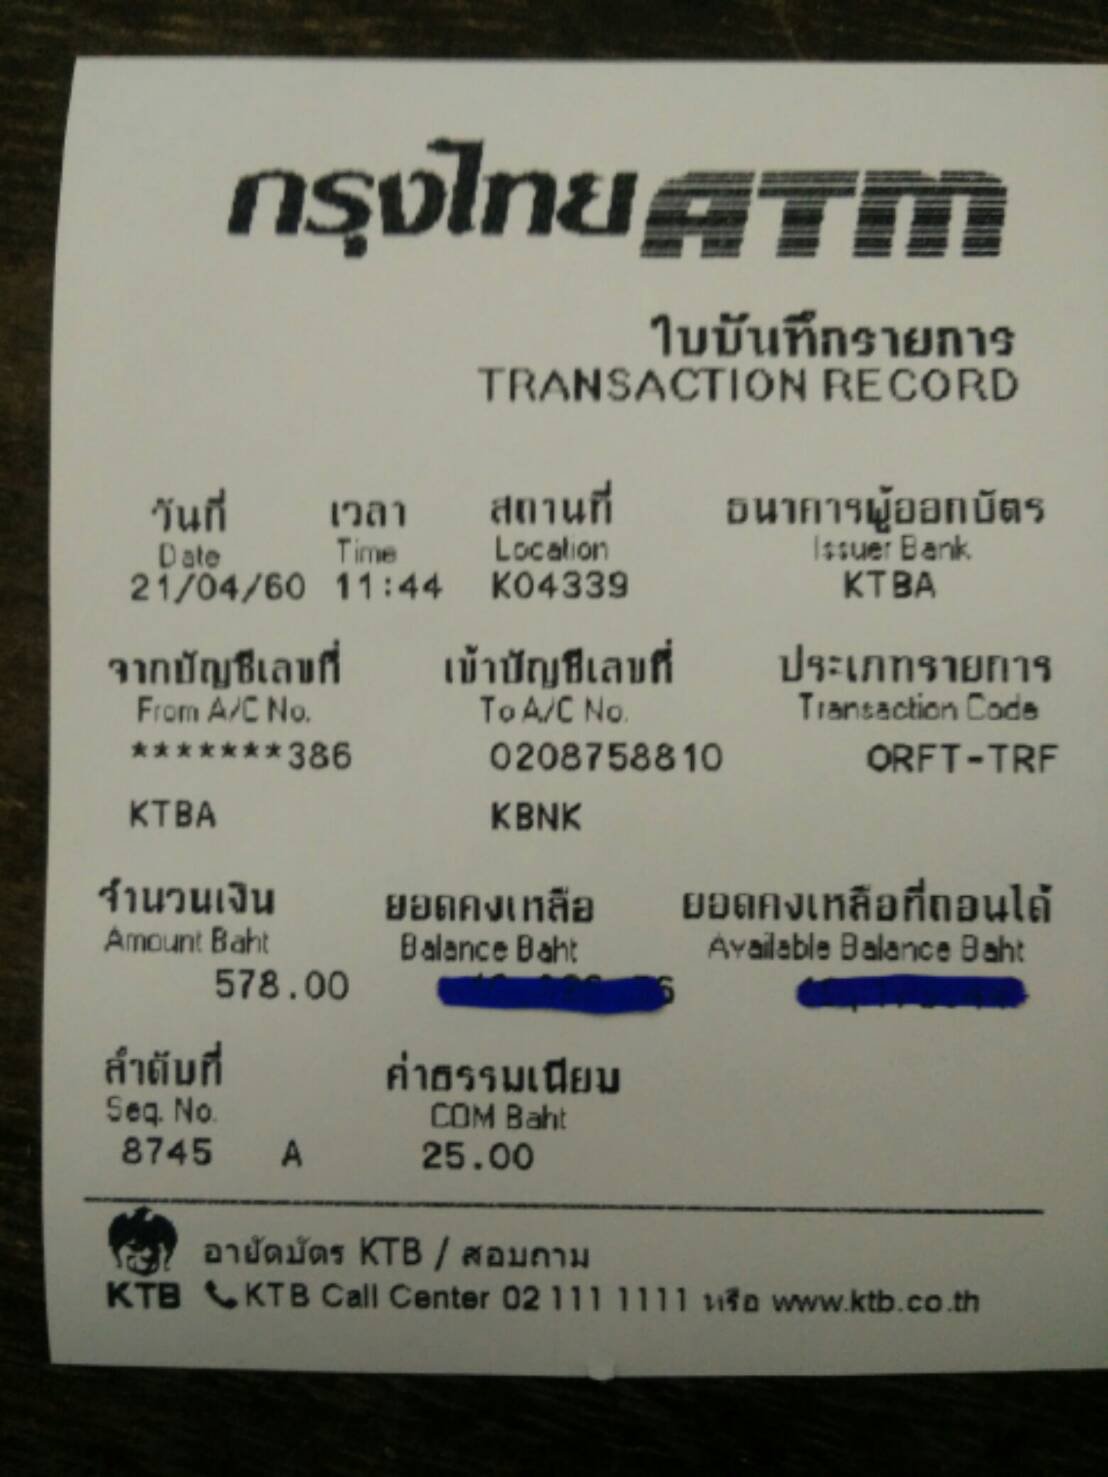 กรุงไทย ATM
ใบบันทึกรายการ
TRANSACTION RECORD
วันที่ เวลา สถานที่ ธนาคารผู้ออกบัตร
Date Time Location Issuer Bank
21/04/60 11:44 K04339 KTBA
จากบัญชีเลขที่ เข้าบัญชีเลขที่ ประเภทรายการ
From A/C No. To A/C No. Transaction Code
*******386 0208758810 ORFT-TRF
KTBA KBNK
จำนวนเงิน ยอดคงเหลือ ยอดคงเหลือที่ถอนได้
Amount Baht Balance Baht Available Balance Baht
578.00
ลำดับที่ ค่าธรรมเนียม
Seq. No. COM Baht
8745 A 25.00
อายัดบัตร KTB / สอบถาม
KTB KTB Call Center 02 111 1111 หรือ www.ktb.co.th